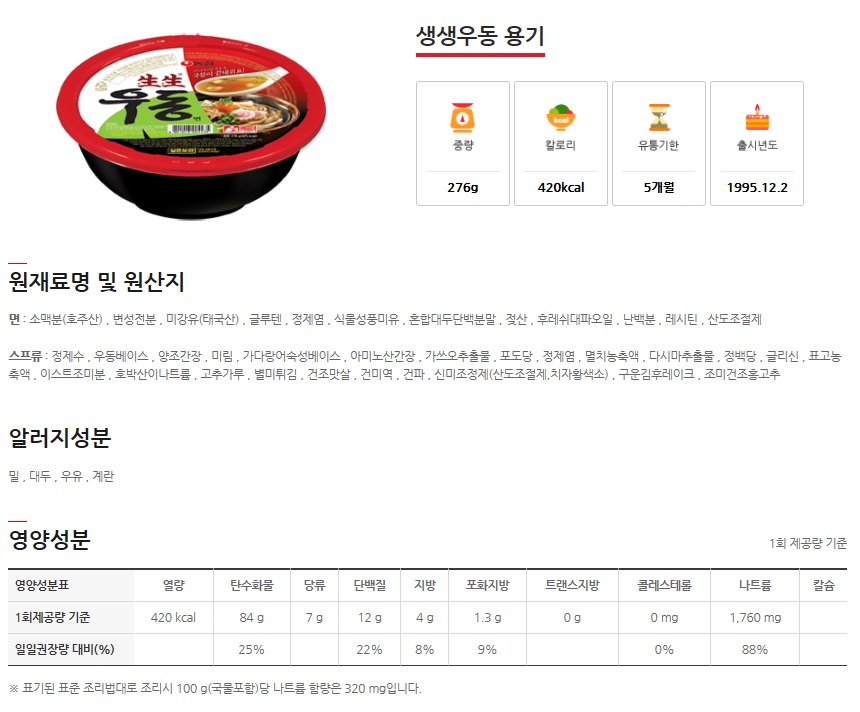 생생우동 용기
농심
국물이 끝내줘요!
生生
우동
면
kcal
중량
칼로리
유통기한
출시년도
276g
420kcal
5개월
1995.12.2
원재료명 및 원산지
면 : 소맥분(호주산) , 변성전분 , 미강유(태국산) , 글루텐 , 정제염 , 식물성풍미유 , 혼합대두단백분말 , 젖산 , 후레쉬대파오일 , 난백분 , 레시틴 , 산도조절제
스프류 : 정제수 , 우동베이스 , 양조간장 , 미림 , 가다랑어숙성베이스 , 아미노산간장 , 가쓰오추출물 , 포도당 , 정제염 , 멸치농축액 , 다시마추출물 , 정백당 , 글리신 , 표고농
축액 , 이스트조미분 , 호박산이나트륨 , 고추가루 , 별미튀김 , 건조맛살 , 건미역 , 건파 , 신미조정제(산도조절제,치자황색소) , 구운김후레이크 , 조미건조홍고추
알러지성분
밀 , 대두 , 우유 , 계란
영양성분
1회 제공량 기준
영양성분표 열량 탄수화물 당류 단백질 지방 포화지방 트랜스지방 콜레스테롤 나트륨 칼슘
1회제공량 기준 420 kcal 84 g 7 g 12 g 4 g 1.3 g 0 g 0 mg 1,760 mg
일일권장량 대비(%) 25% 22% 8% 9% 0% 88%
※ 표기된 표준 조리법대로 조리시 100 g(국물포함)당 나트륨 함량은 320 mg입니다.